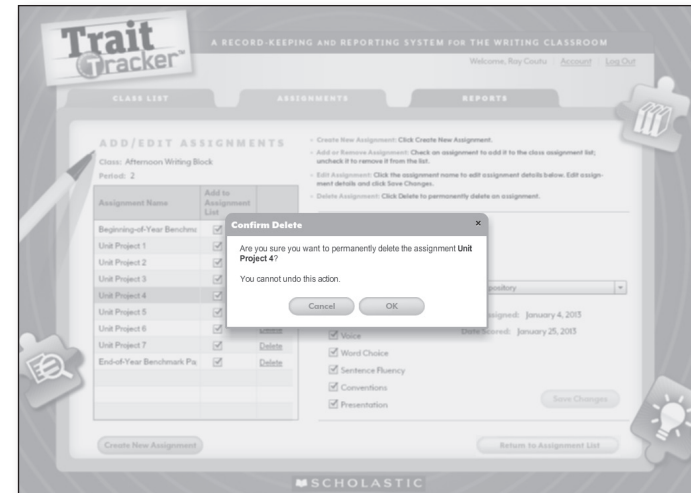 Trait
Tracker™
A RECORD-KEEPING AND REPORTING SYSTEM FOR THE WRITING CLASSROOM
Welcome, Ray Coutu Account Log Out
CLASS LIST ASSIGNMENTS REPORTS
ADD/EDIT ASSIGNMENTS
Class: Afternoon Writing Block
Period: 2
- Create New Assignment: Click Create New Assignment.
- Add or Remove Assignment: Check an assignment to add it to the class assignment list,
uncheck it to remove it from the list.
- Edit Assignment: Click the assignment name to edit assignment details below. Edit assign-
ment details and click Save Changes.
- Delete Assignment: Click Delete to permanently delete an assignment.
Assignment Name
Add to
Assignment
List
Beginning-of-Year Benchma
Unit Project 1
Unit Project 2
Unit Project 3
Unit Project 4
Unit Project 5
Unit Project 6 Delete
Unit Project 7 Delete
End-of-Year Benchmark Pa Delete
Confirm Delete x
Are you sure you want to permanently delete the assignment Unit
Project 4?
You cannot undo this action.
Cancel OK
pository
signed: January 4, 2013
Date Scored: January 25, 2013
Voice
Word Choice
Sentence Fluency
Conventions
Presentation
Save Changes
Create New Assignment
Return to Assignment List
SCHOLASTIC